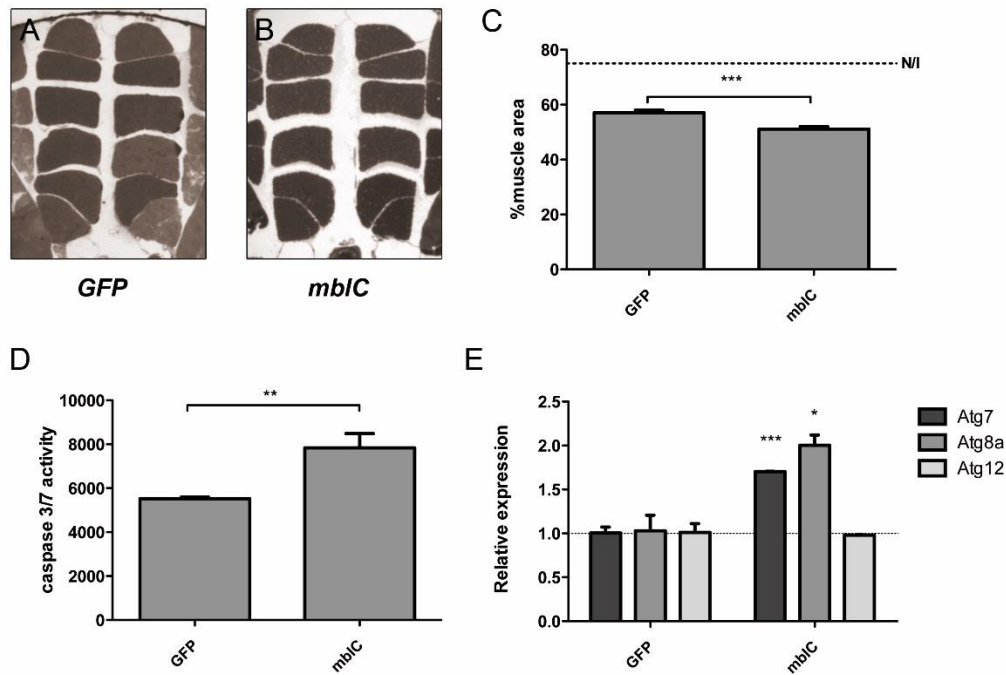 A
B
GFP
mblC
C
%muscle area
80
60
40
20
0
N/I
***
GFP
mblC
D
caspase 3/7 activity
10000
8000
6000
4000
2000
0
**
GFP
mblC
E
Relative expression
2.5
2.0
1.5
1.0
0.5
0.0
***
*
GFP
mblC
Atg7
Atg8a
Atg12